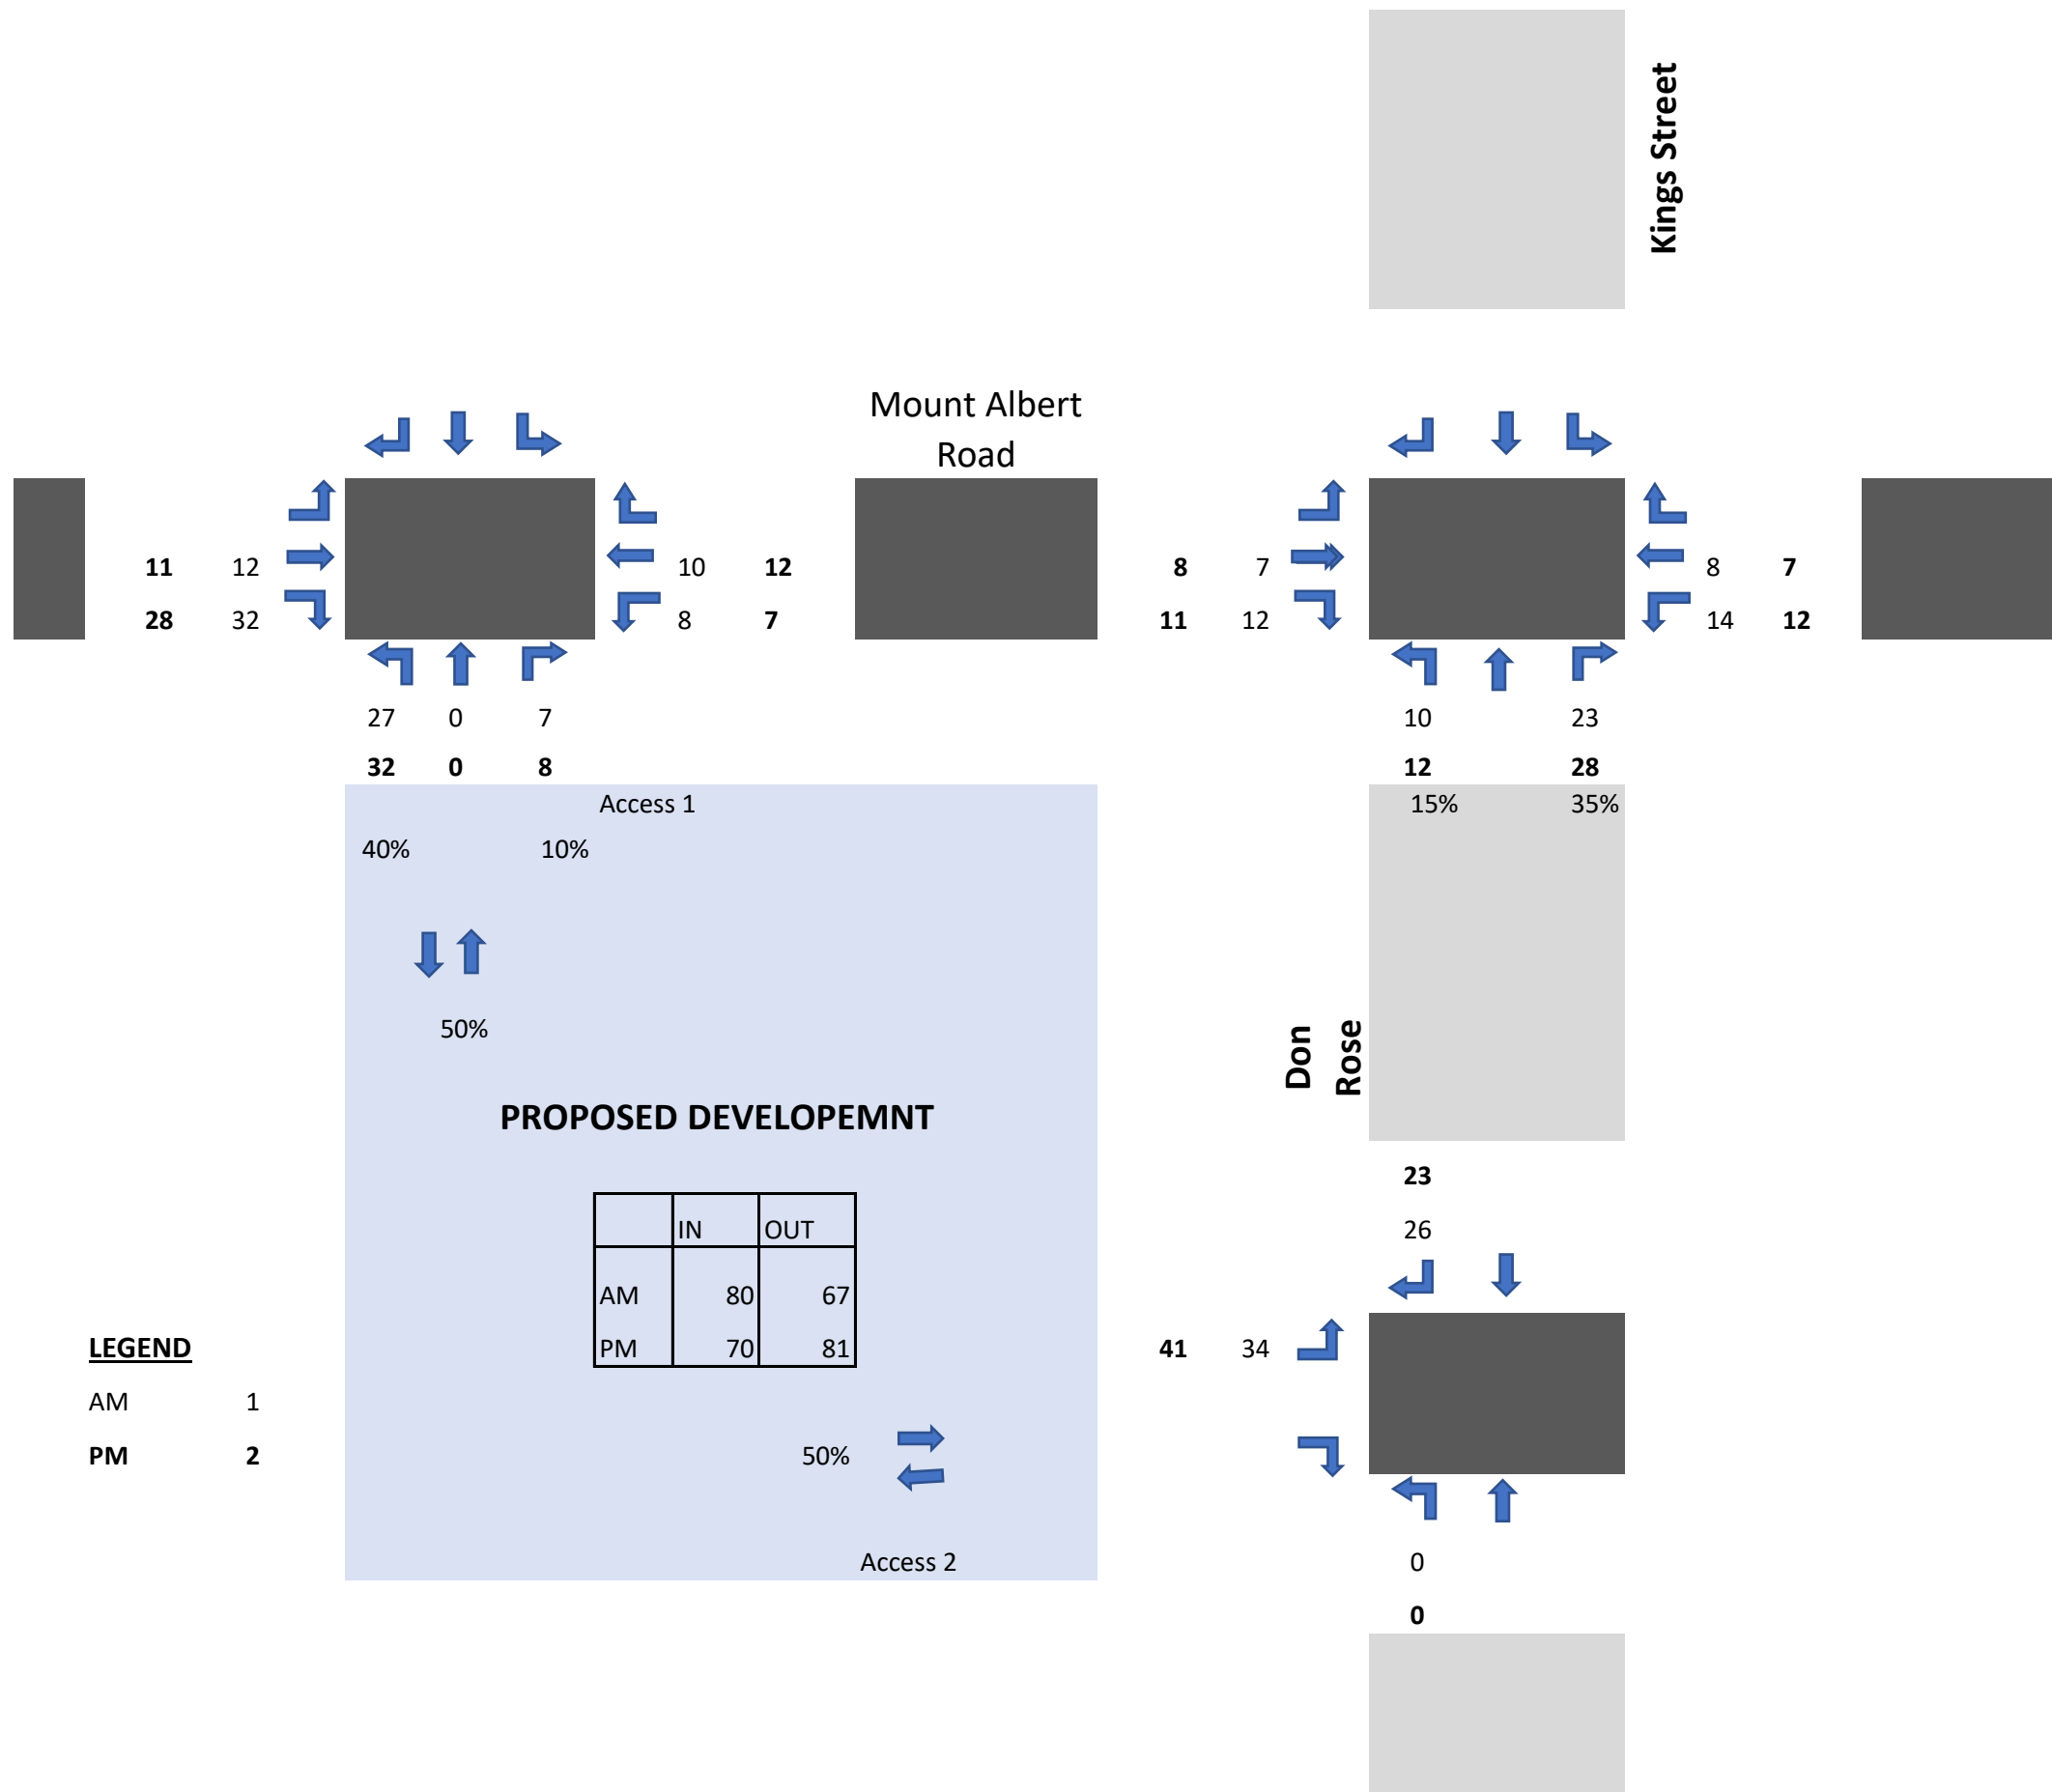 Kings Street
Mount Albert
Road
11 12 10 12 8 7 8 7
28 32 8 7 11 12 14 12
27 0 7 10 23
32 0 8 12 28
Access 1 15% 35%
40% 10%
50%
Don
Rose
PROPOSED DEVELOPEMNT
23
IN OUT 26
AM 80 67
LEGEND PM 70 81 41 34
AM 1
PM 2 50%
Access 2 0
0